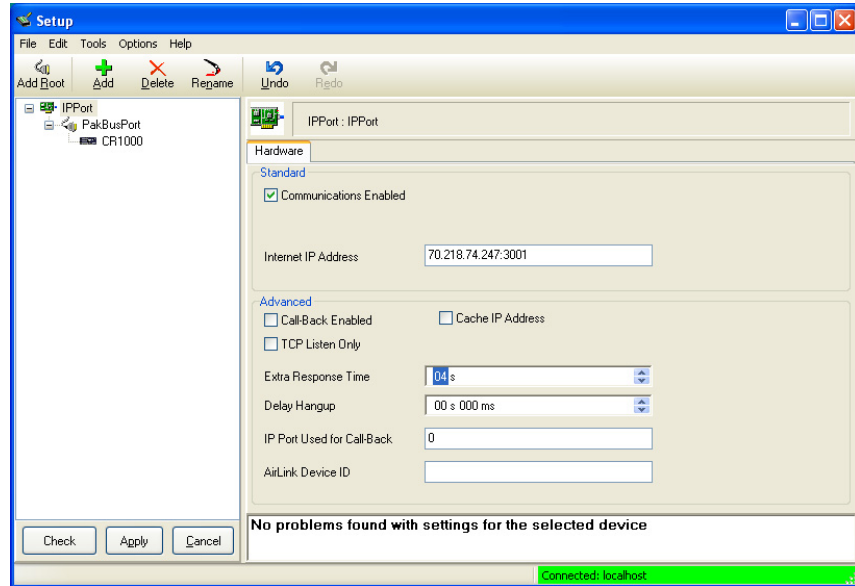 Setup
File Edit Tools Options Help
Add Root Add Delete Rename Undo Redo
IPPort
PakBusPort
CR1000
IPPort : IPPort
Hardware
Standard
Communications Enabled
Internet IP Address 70.218.74.247:3001
Advanced
Call-Back Enabled Cache IP Address
TCP Listen Only
Extra Response Time 04 s
Delay Hangup 00 s 000 ms
IP Port Used for Call-Back 0
AirLink Device ID
No problems found with settings for the selected device
Check Apply Cancel
Connected: localhost